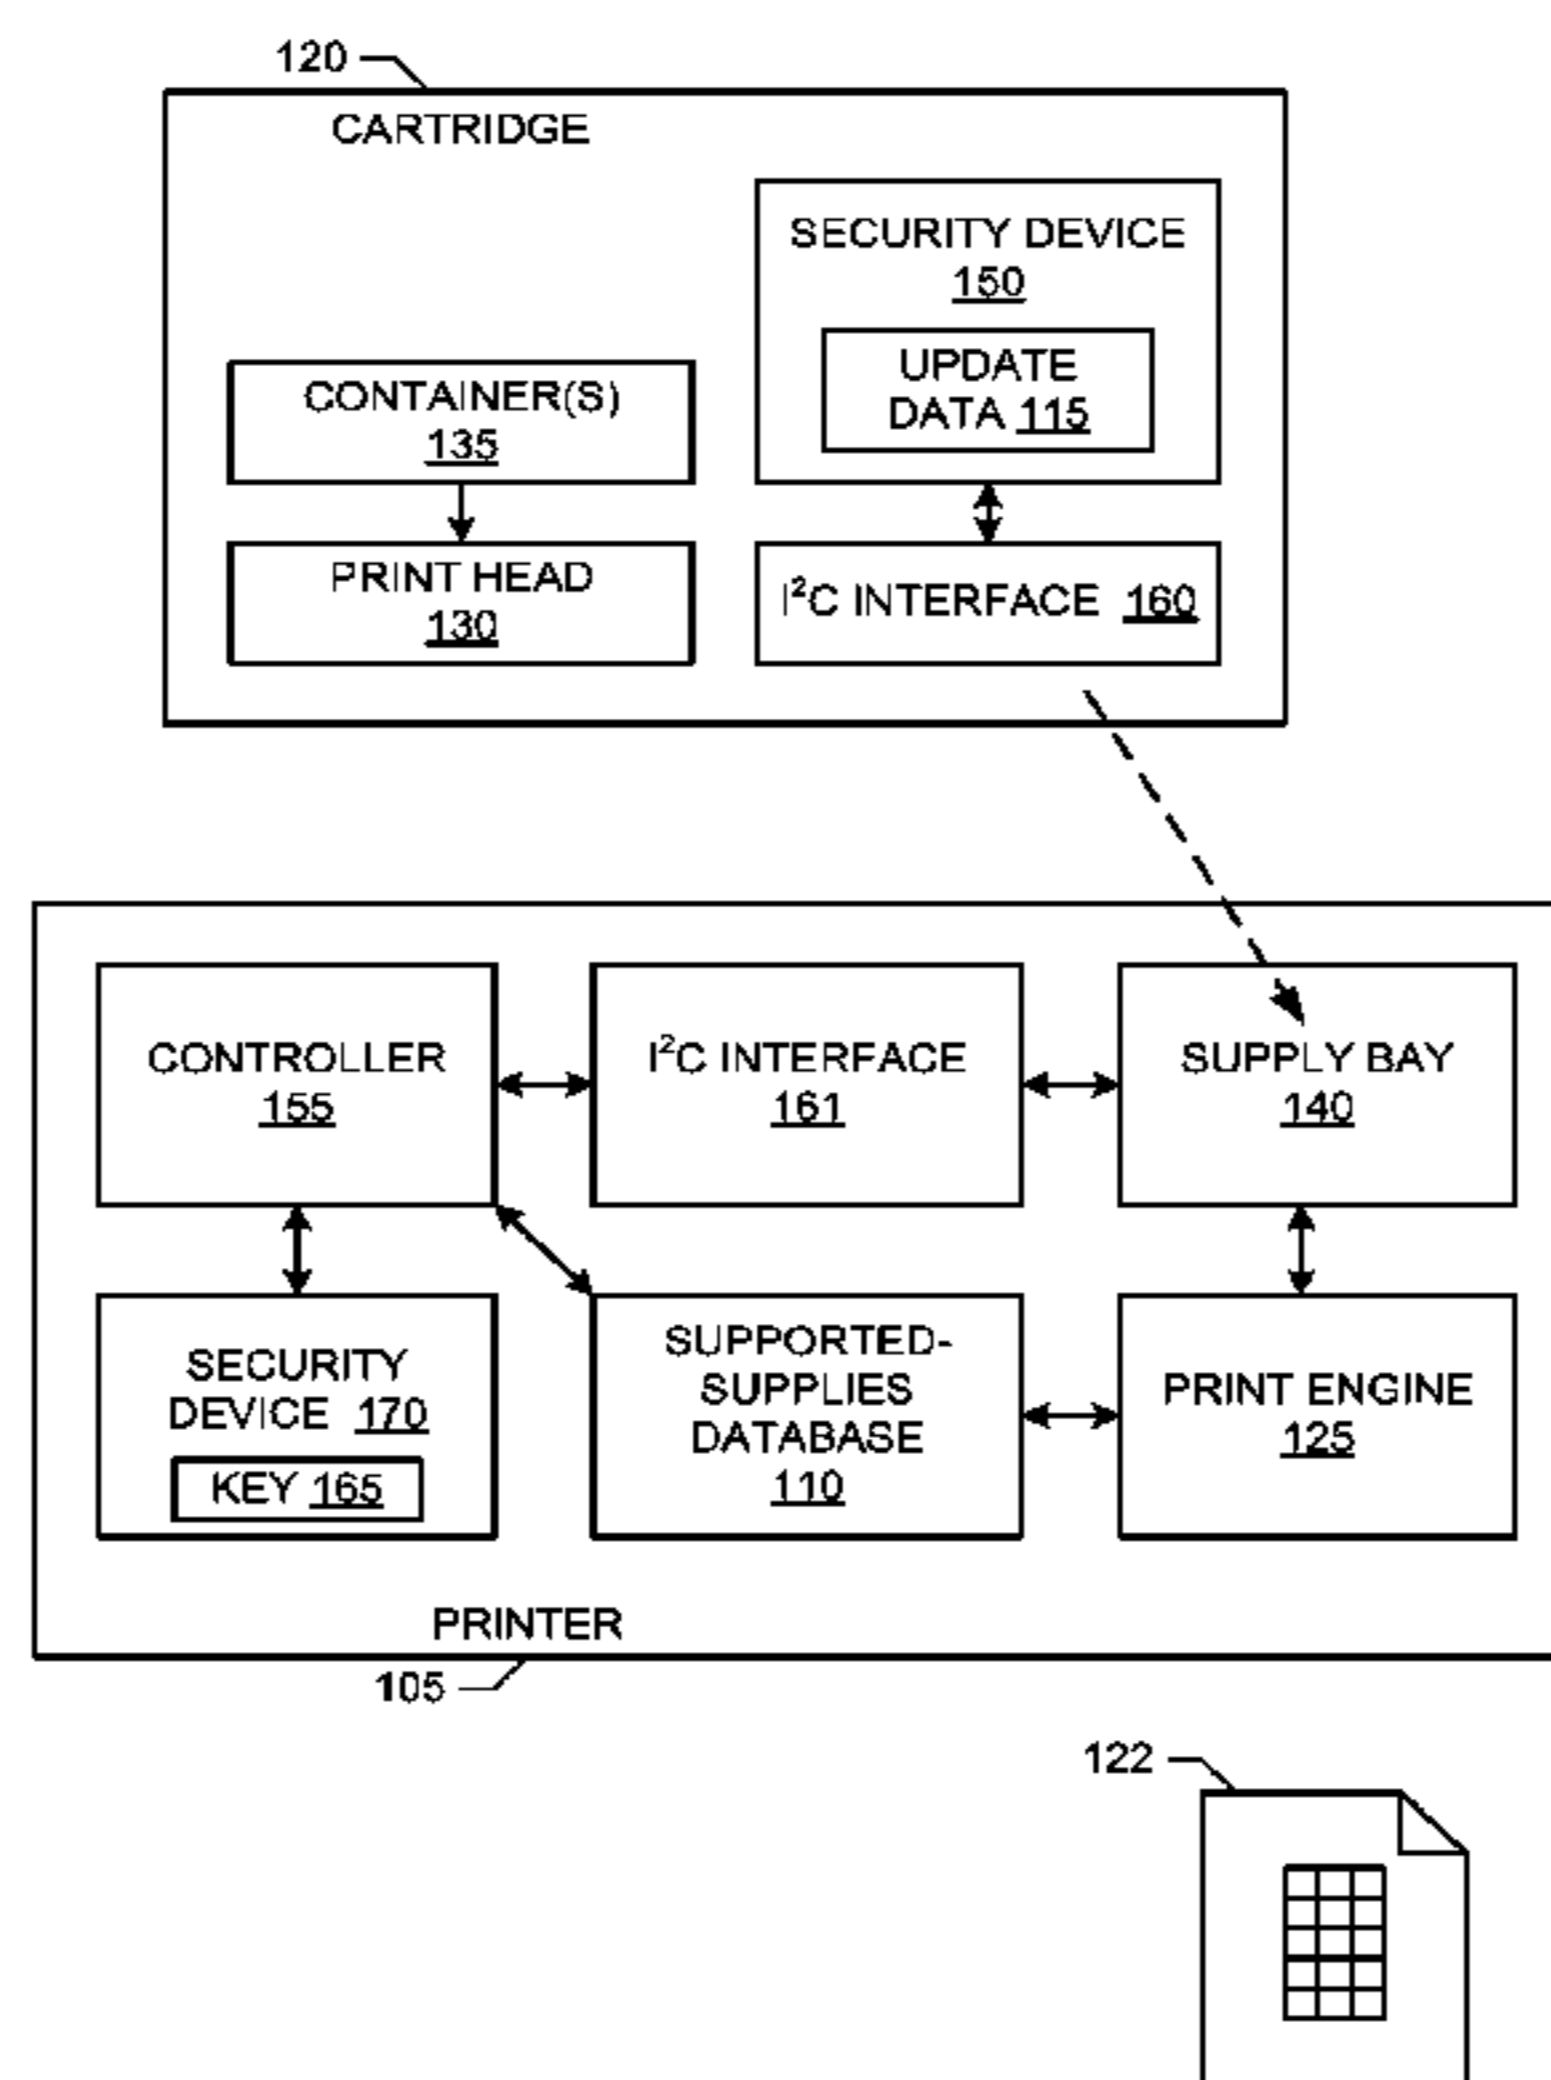 120
CARTRIDGE
SECURITY DEVICE
150
UPDATE
DATA 115
CONTAINER(S)
135
PRINT HEAD
130
I²C INTERFACE 160
CONTROLLER
155
I²C INTERFACE
161
SUPPLY BAY
140
SECURITY
DEVICE 170
KEY 165
SUPPORTED-
SUPPLIES
DATABASE
110
PRINT ENGINE
125
PRINTER
105
122